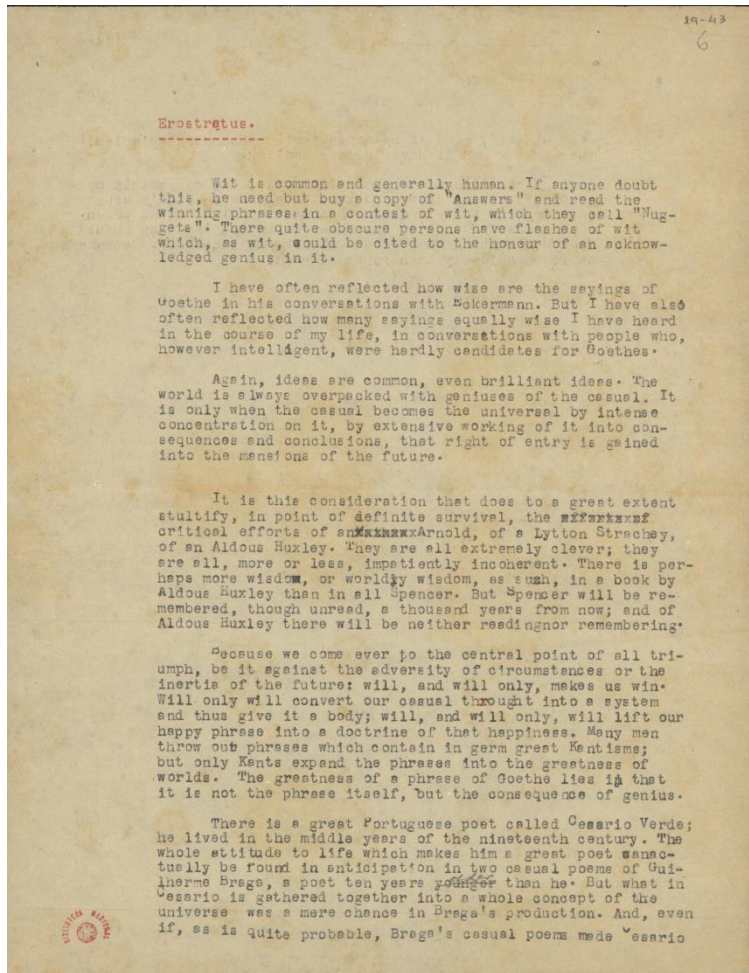 19-43
6
Erostratus.
Wit is common and generally human. If anyone doubt
this, he need but buy a copy of "Answers" and read the
winning phrases in a contest of wit, which they call "Nug-
gets". There quite obscure persons have flashes of wit
which, as wit, would be cited to the honour of an acknow-
ledged genius in it.
I have often reflected how wise are the sayings of
Goethe in his conversations with Eckermann. But I have also
often reflected how many sayings equally wise I have heard
in the course of my life, in conversations with people who,
however intelligent, were hardly candidates for Goethes.
Again, ideas are common, even brilliant ideas. The
world is always overpacked with geniuses of the casual. It
is only when the casual becomes the universal by intense
concentration on it, by extensive working of it into con-
sequences and conclusions, that right of entry is gained
into the mansions of the future.
It is this consideration that does to a great extent
stultify, in point of definite survival, the
critical efforts of an Arnold, of a Lytton Strachey,
of an Aldous Huxley. They are all extremely clever; they
are all, more or less, impatiently incoherent. There is per-
haps more wisdom, or worldly wisdom, as such, in a book by
Aldous Huxley than in all Spencer. But Spencer will be re-
membered, though unread, a thousand years from now; and of
Aldous Huxley there will be neither readingnor remembering.
Because we come ever to the central point of all tri-
umph, be it against the adversity of circumstances or the
inertia of the future: will, and will only, makes us win.
Will only will convert our casual throught into a system
and thus give it a body; will, and will only, will lift our
happy phrase into a doctrine of that happiness. Many men
throw out phrases which contain in germ great Kantisms;
but only Kants expand the phrases into the greatness of
worlds. The greatness of a phrase of Goethe lies in that
it is not the phrase itself, but the consequence of genius.
There is a great Portuguese poet called Cesario Verde;
he lived in the middle years of the nineteenth century. The
whole attitude to life which makes him a great poet canac-
tually be found in anticipation in two casual poems of Gui-
lherme Braga, a poet ten years younger than he. But what in
Cesario is gathered together into a whole concept of the
universe was a mere chance in Braga's production. And, even
if, as is quite probable, Braga's casual poems made Cesario
BIBLIOTECA NACIONAL